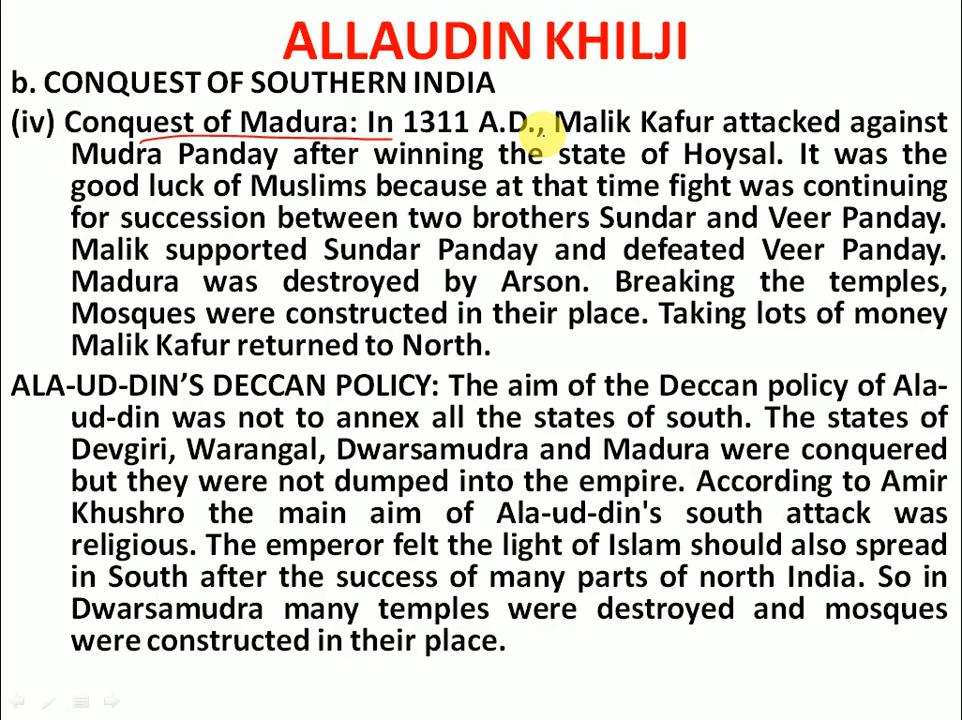 ALLAUDIN KHILJI
b. CONQUEST OF SOUTHERN INDIA
(iv) Conquest of Madura: In 1311 A.D., Malik Kafur attacked against
Mudra Panday after winning the state of Hoysal. It was the
good luck of Muslims because at that time fight was continuing
for succession between two brothers Sundar and Veer Panday.
Malik supported Sundar Panday and defeated Veer Panday.
Madura was destroyed by Arson. Breaking the temples,
Mosques were constructed in their place. Taking lots of money
Malik Kafur returned to North.
ALA-UD-DIN’S DECCAN POLICY: The aim of the Deccan policy of Ala-
ud-din was not to annex all the states of south. The states of
Devgiri, Warangal, Dwarsamudra and Madura were conquered
but they were not dumped into the empire. According to Amir
Khushro the main aim of Ala-ud-din's south attack was
religious. The emperor felt the light of Islam should also spread
in South after the success of many parts of north India. So in
Dwarsamudra many temples were destroyed and mosques
were constructed in their place.